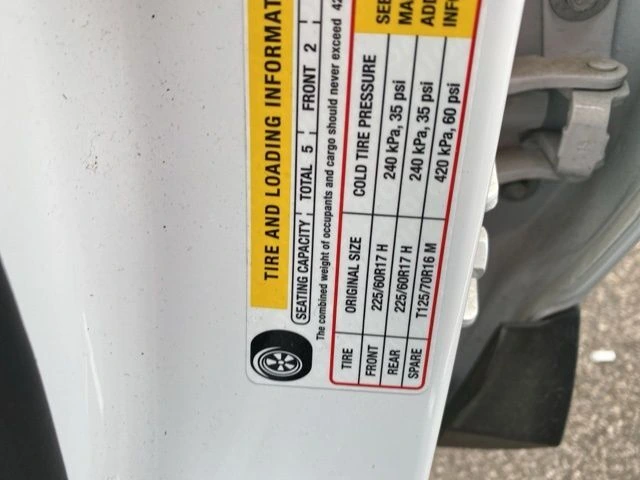 TIRE AND LOADING
SEATING CAPACITY TOTAL 5 FRONT 2
The combined weight of occupants and cargo should never exceed
TIRE ORIGINAL SIZE COLD TIRE PRESSURE
FRONT 225/60R17 H 240 kPa, 35 psi
REAR 225/60R17 H 240 kPa, 35 psi
SPARE T125/70R16 M 420 kPa, 60 psi
SEE